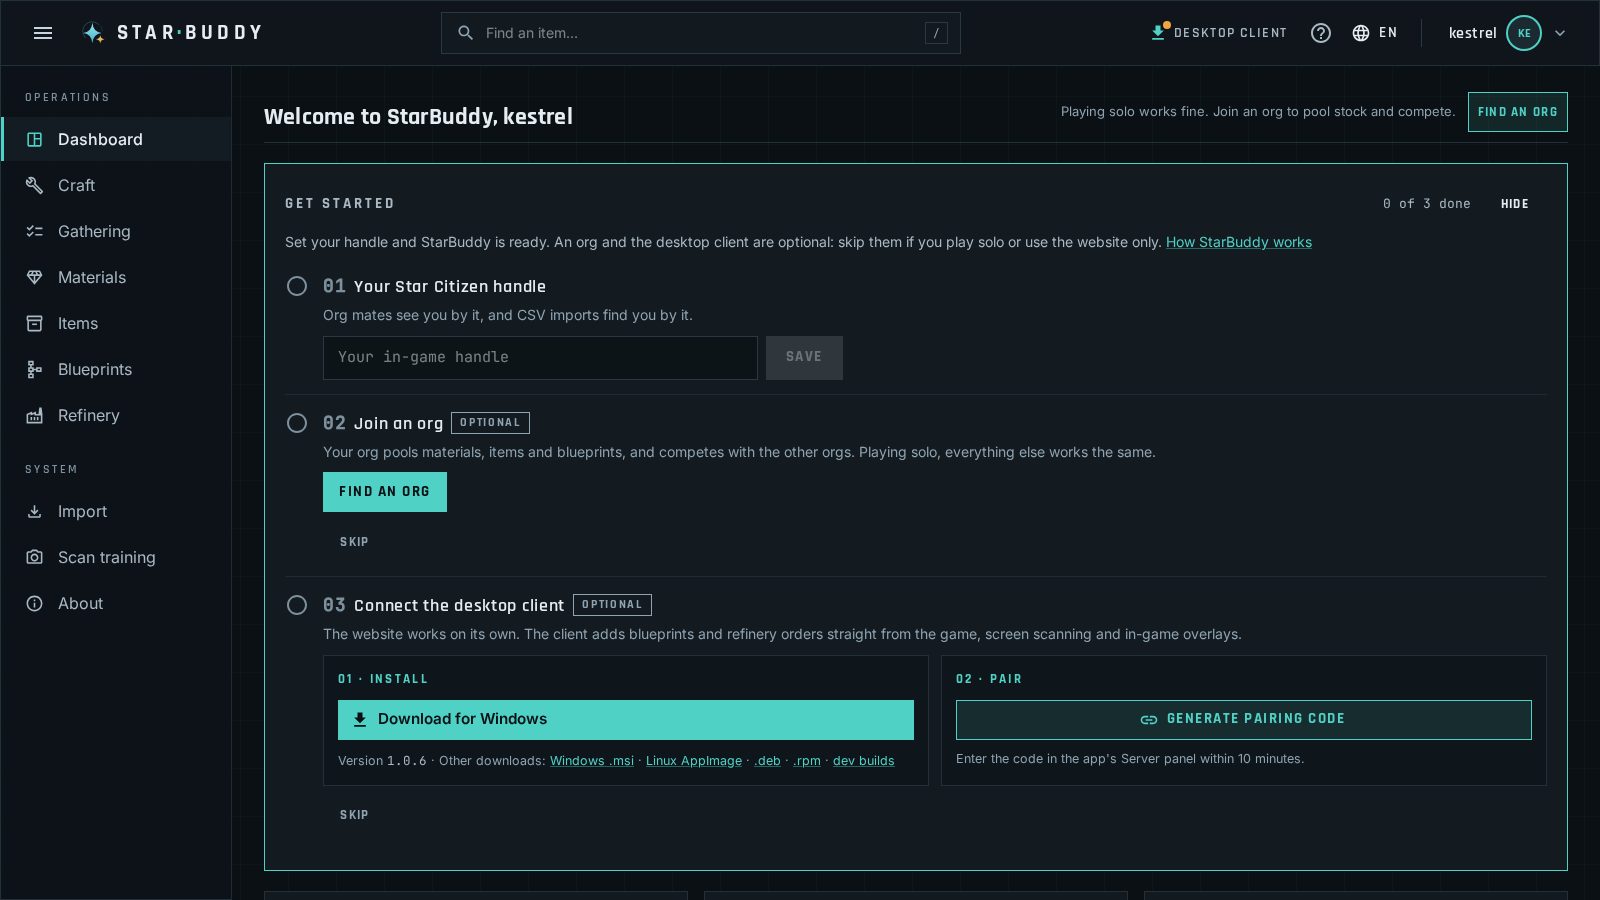 STAR·BUDDY
Find an item...
/
DESKTOP CLIENT
EN
kestrel
KE
OPERATIONS
Dashboard
Craft
Gathering
Materials
Items
Blueprints
Refinery
SYSTEM
Import
Scan training
About
Welcome to StarBuddy, kestrel
Playing solo works fine. Join an org to pool stock and compete.
FIND AN ORG
GET STARTED
0 of 3 done
HIDE
Set your handle and StarBuddy is ready. An org and the desktop client are optional: skip them if you play solo or use the website only. How StarBuddy works
01 Your Star Citizen handle
Org mates see you by it, and CSV imports find you by it.
Your in-game handle
SAVE
02 Join an org OPTIONAL
Your org pools materials, items and blueprints, and competes with the other orgs. Playing solo, everything else works the same.
FIND AN ORG
SKIP
03 Connect the desktop client OPTIONAL
The website works on its own. The client adds blueprints and refinery orders straight from the game, screen scanning and in-game overlays.
01 · INSTALL
Download for Windows
Version 1.0.6 · Other downloads: Windows .msi · Linux AppImage · .deb · .rpm · dev builds
02 · PAIR
GENERATE PAIRING CODE
Enter the code in the app's Server panel within 10 minutes.
SKIP